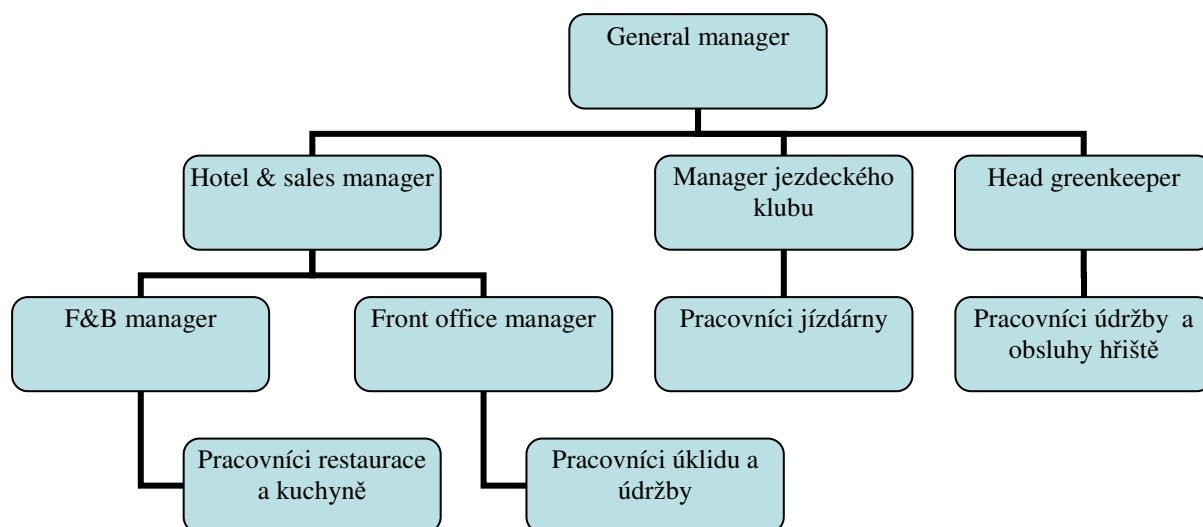 General manager
Hotel & sales manager
Manager jezdeckého
klubu
Head greenkeeper
F&B manager
Front office manager
Pracovníci jízdárny
Pracovníci údržby a
obsluhy hřiště
Pracovníci restaurace
a kuchyně
Pracovníci úklidu a
údržby